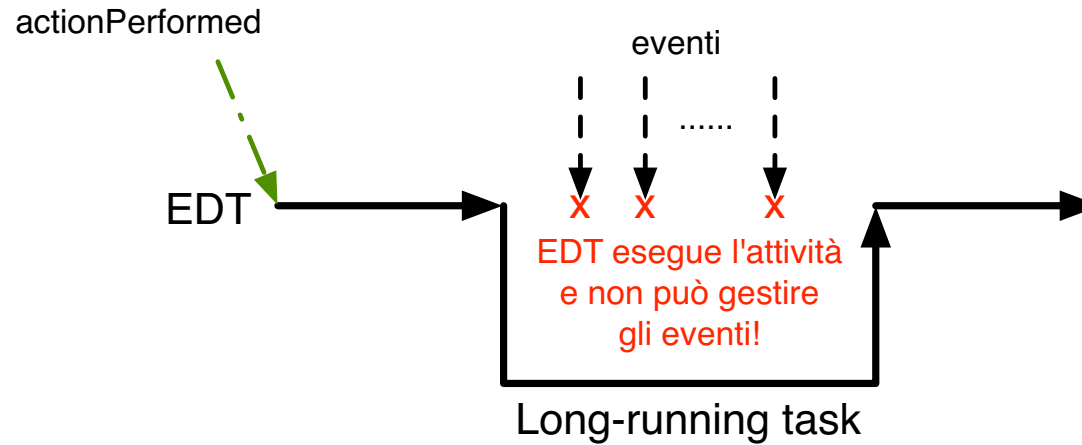 actionPerformed
eventi
......
EDT
x x x
EDT esegue l'attività
e non può gestire
gli eventi!
Long-running task